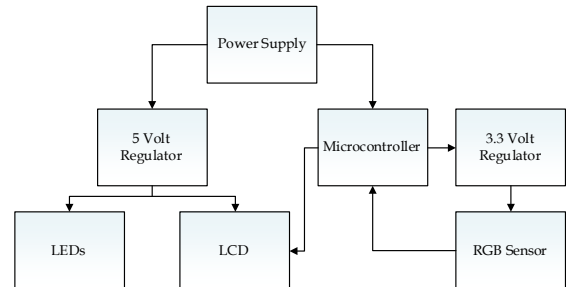 Power Supply
5 Volt
Regulator
Microcontroller
3.3 Volt
Regulator
LEDs
LCD
RGB Sensor